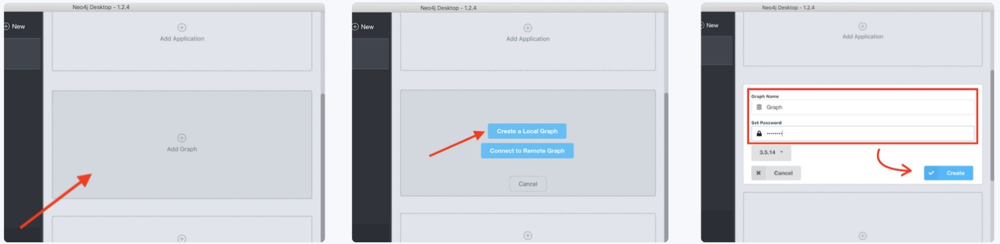 Neo4j Desktop - 1.2.4
New
Add Application
Add Graph
Neo4j Desktop - 1.2.4
New
Add Application
Create a Local Graph
Connect to Remote Graph
Cancel
Neo4j Desktop - 1.2.4
New
Add Application
Graph Name
Graph
Set Password
3.5.14
Cancel
Create